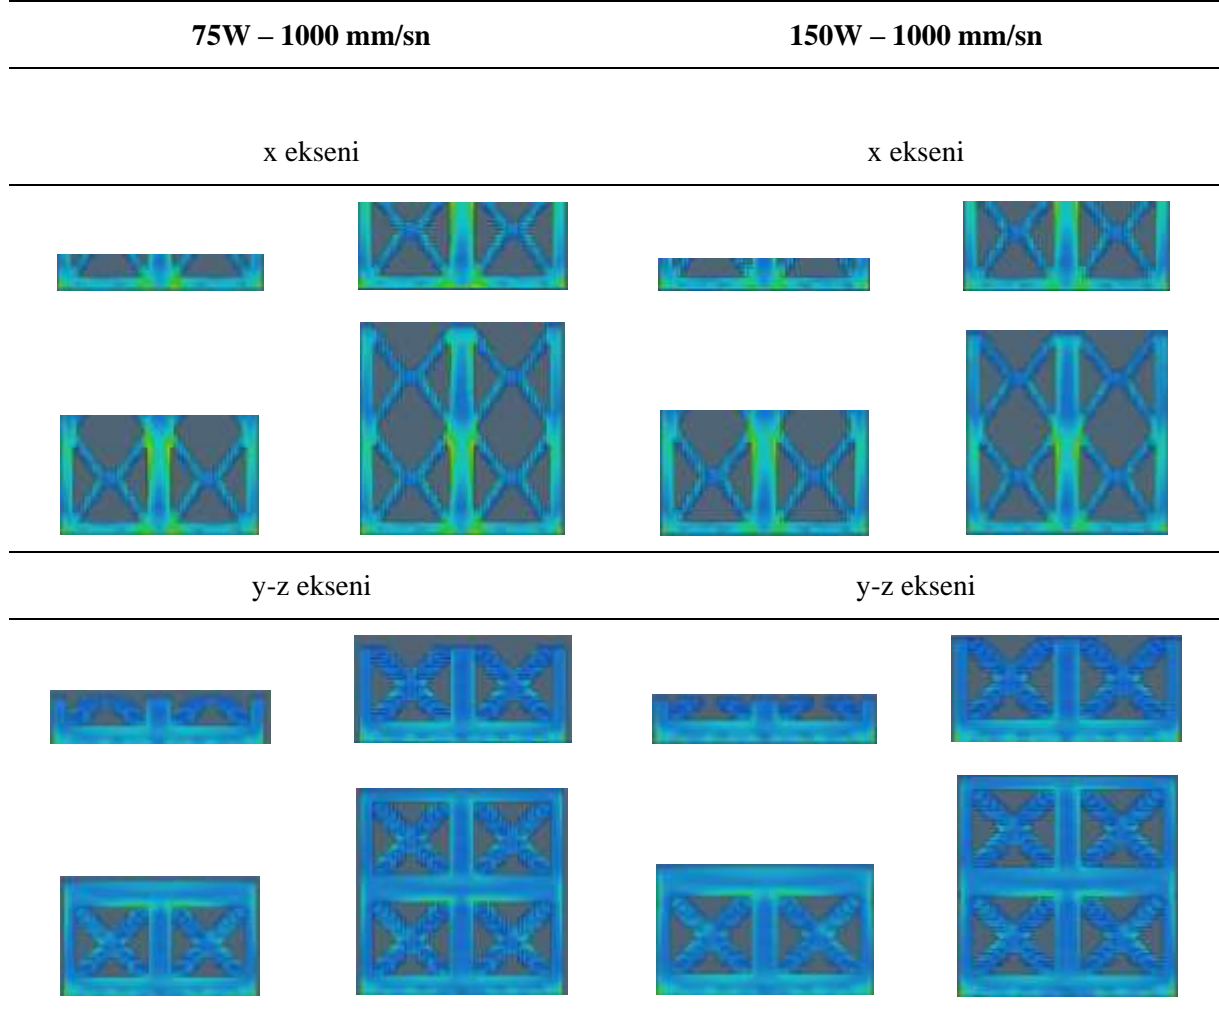 75W – 1000 mm/sn
150W – 1000 mm/sn
x ekseni
x ekseni
y-z ekseni
y-z ekseni